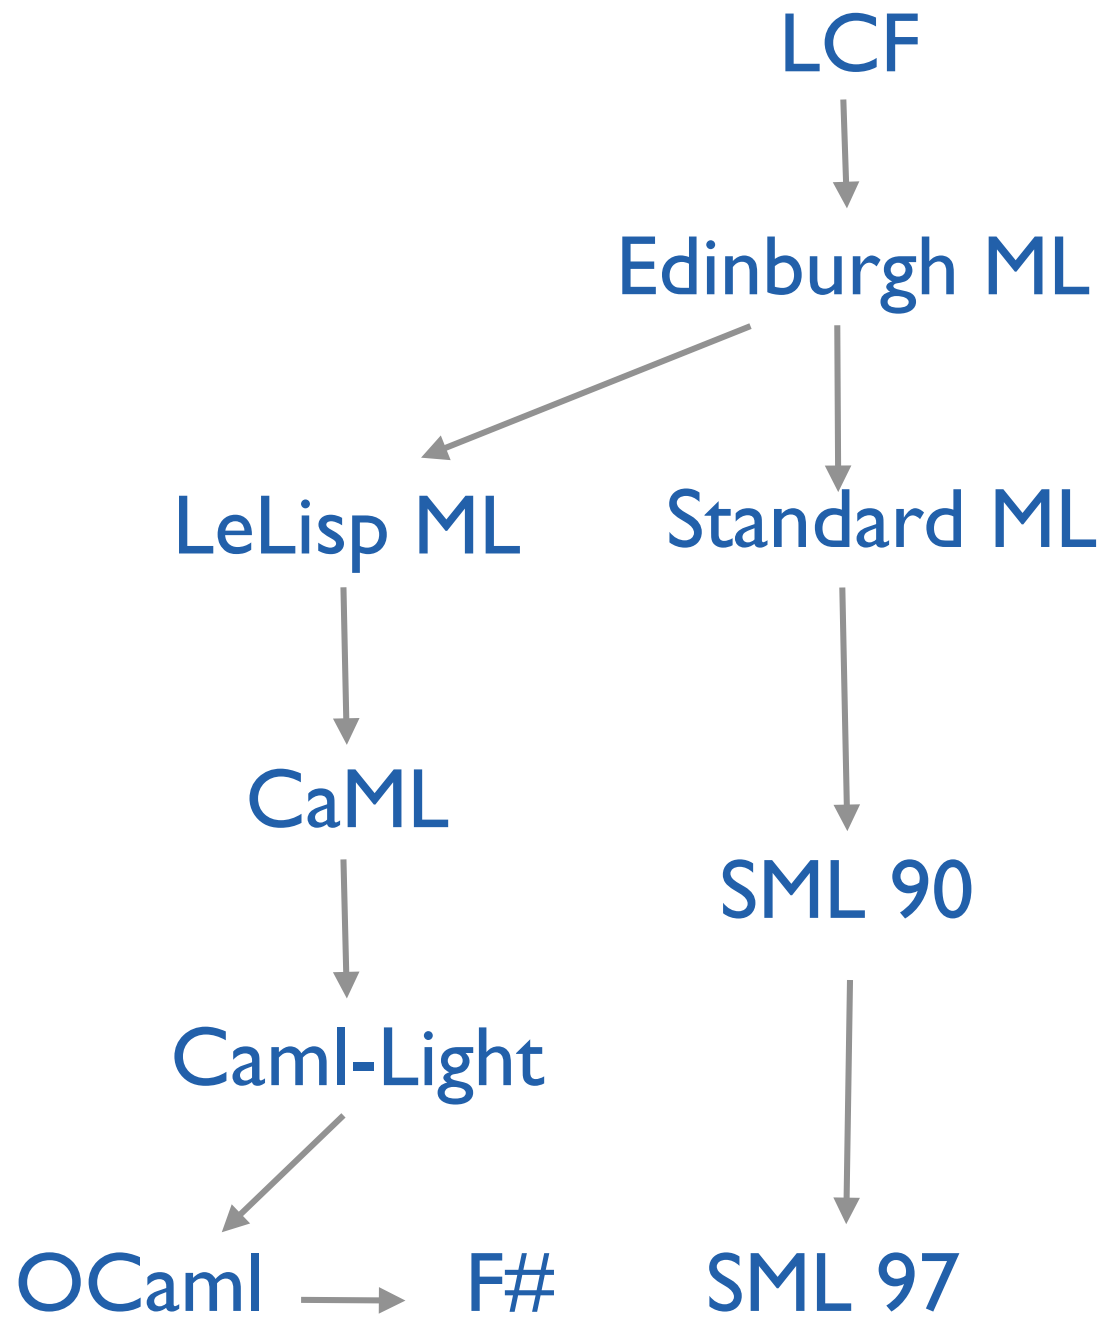 LCF
Edinburgh ML
LeLisp ML
Standard ML
CaML
SML 90
Caml-Light
OCaml
F#
SML 97